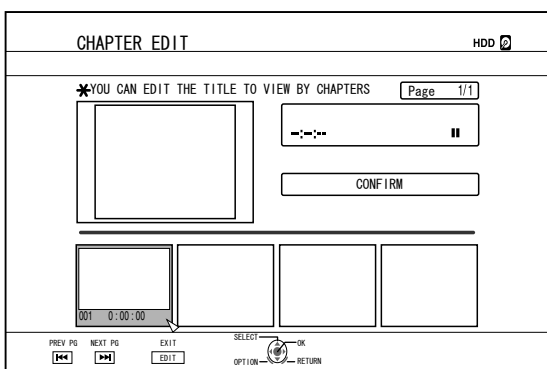 CHAPTER EDIT
HDD
*YOU CAN EDIT THE TITLE TO VIEW BY CHAPTERS
Page 1/1
-:--:--
CONFIRM
001 0:00:00
PREV PG NEXT PG EXIT SELECT OK
EDIT OPTION RETURN